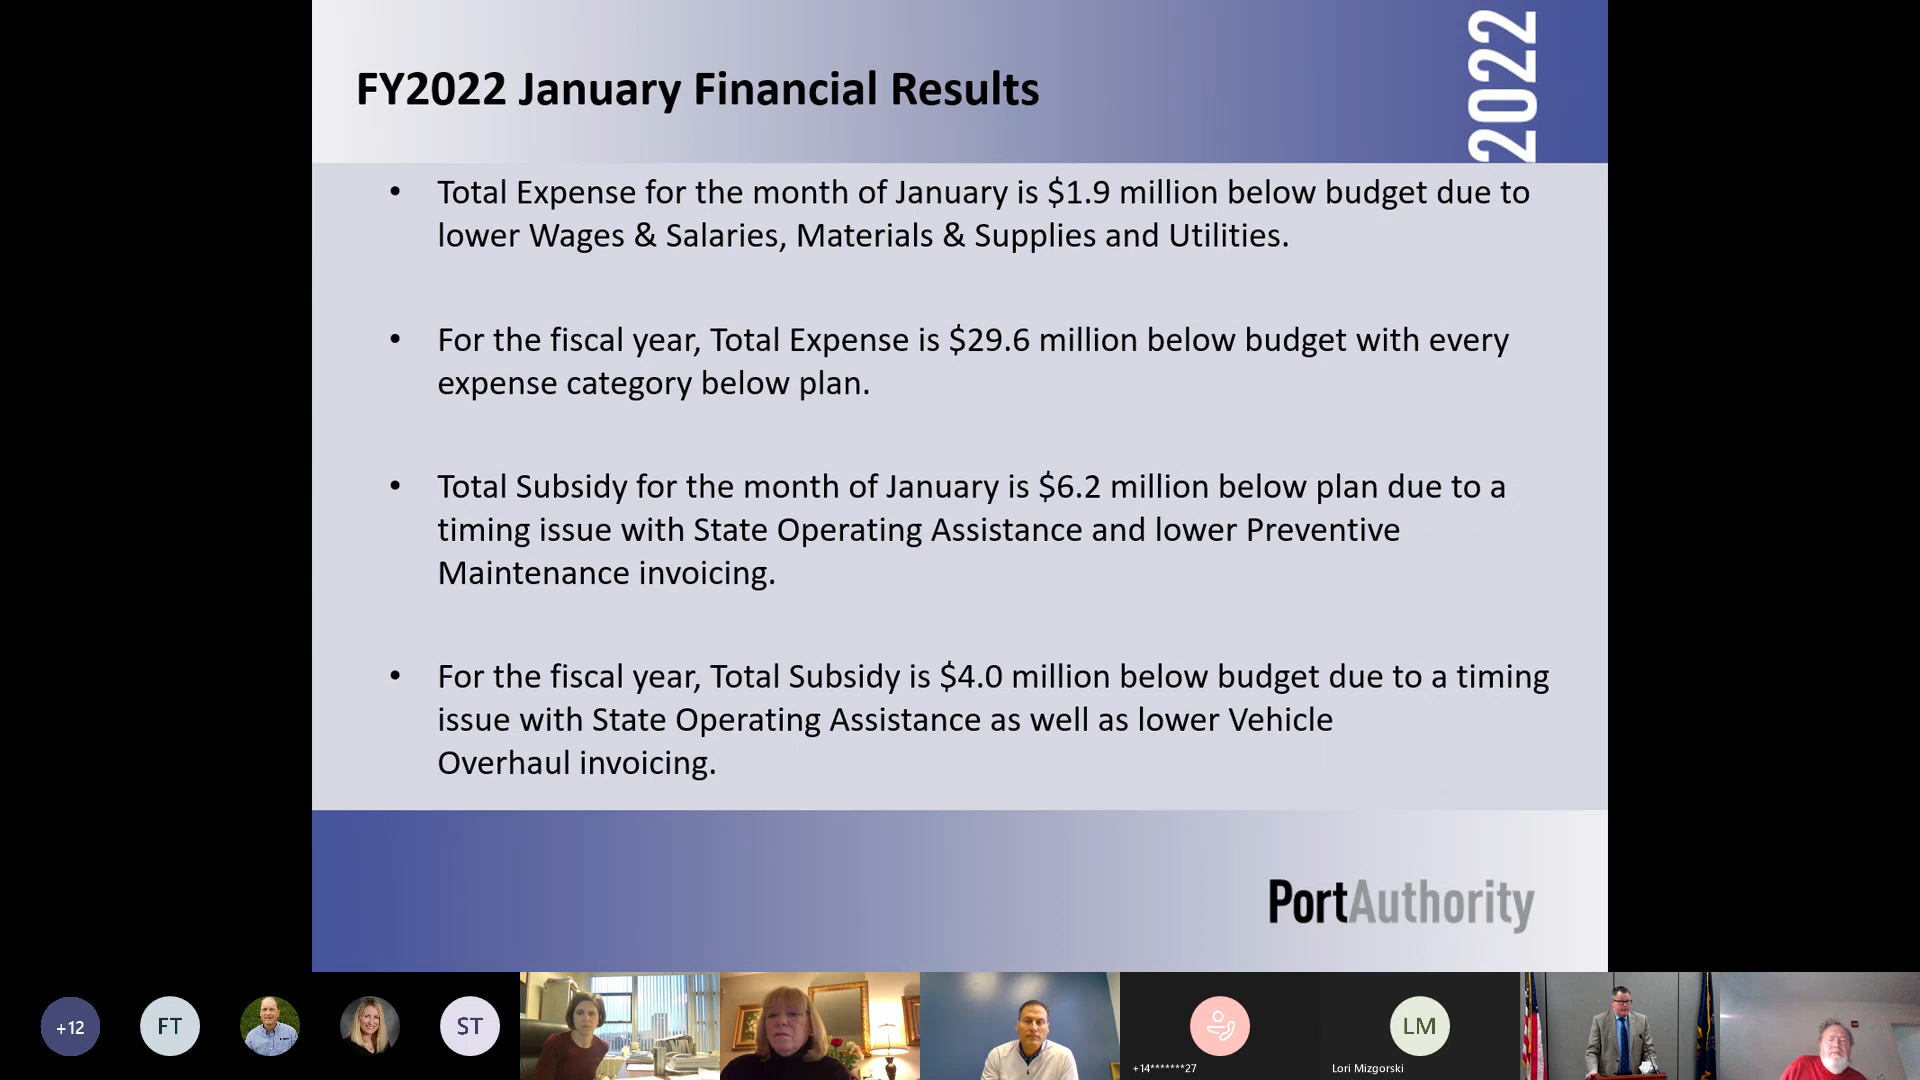 FY2022 January Financial Results
2022
• Total Expense for the month of January is $1.9 million below budget due to
lower Wages & Salaries, Materials & Supplies and Utilities.
• For the fiscal year, Total Expense is $29.6 million below budget with every
expense category below plan.
• Total Subsidy for the month of January is $6.2 million below plan due to a
timing issue with State Operating Assistance and lower Preventive
Maintenance invoicing.
• For the fiscal year, Total Subsidy is $4.0 million below budget due to a timing
issue with State Operating Assistance as well as lower Vehicle
Overhaul invoicing.
PortAuthority
+12
FT
ST
+14*******27
LM
Lori Mizgorski